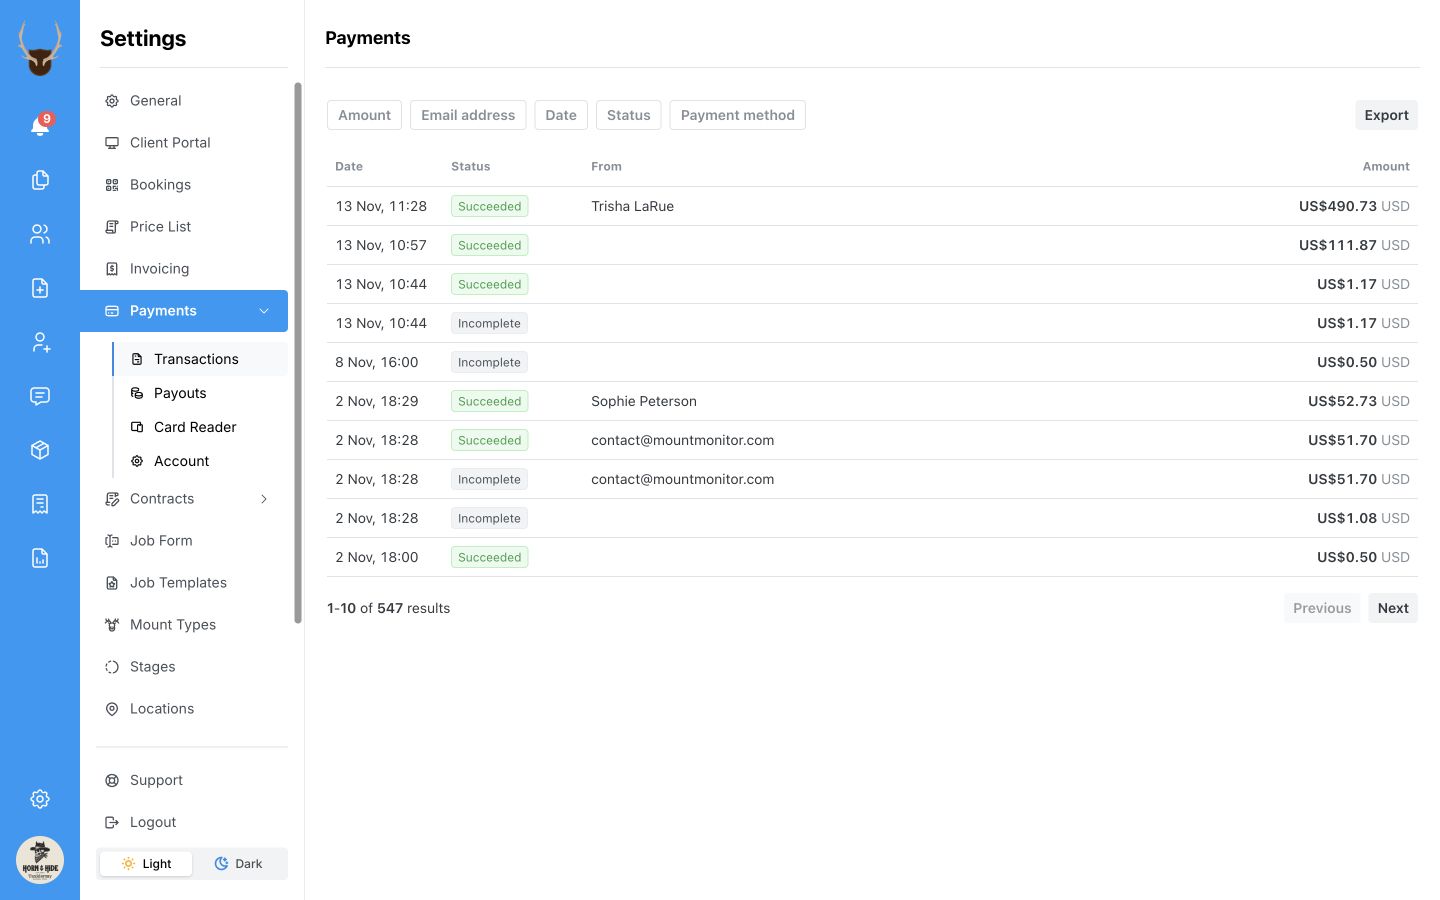 Settings
9
General
Client Portal
Bookings
Price List
Invoicing
Payments
Transactions
Payouts
Card Reader
Account
Contracts
Job Form
Job Templates
Mount Types
Stages
Locations
Support
Logout
Light Dark
HORN & HIDE
Payments
Amount Email address Date Status Payment method Export
Date Status From Amount
13 Nov, 11:28 Succeeded Trisha LaRue US$490.73 USD
13 Nov, 10:57 Succeeded US$111.87 USD
13 Nov, 10:44 Succeeded US$1.17 USD
13 Nov, 10:44 Incomplete US$1.17 USD
8 Nov, 16:00 Incomplete US$0.50 USD
2 Nov, 18:29 Succeeded Sophie Peterson US$52.73 USD
2 Nov, 18:28 Succeeded contact@mountmonitor.com US$51.70 USD
2 Nov, 18:28 Incomplete contact@mountmonitor.com US$51.70 USD
2 Nov, 18:28 Incomplete US$1.08 USD
2 Nov, 18:00 Succeeded US$0.50 USD
1-10 of 547 results Previous Next